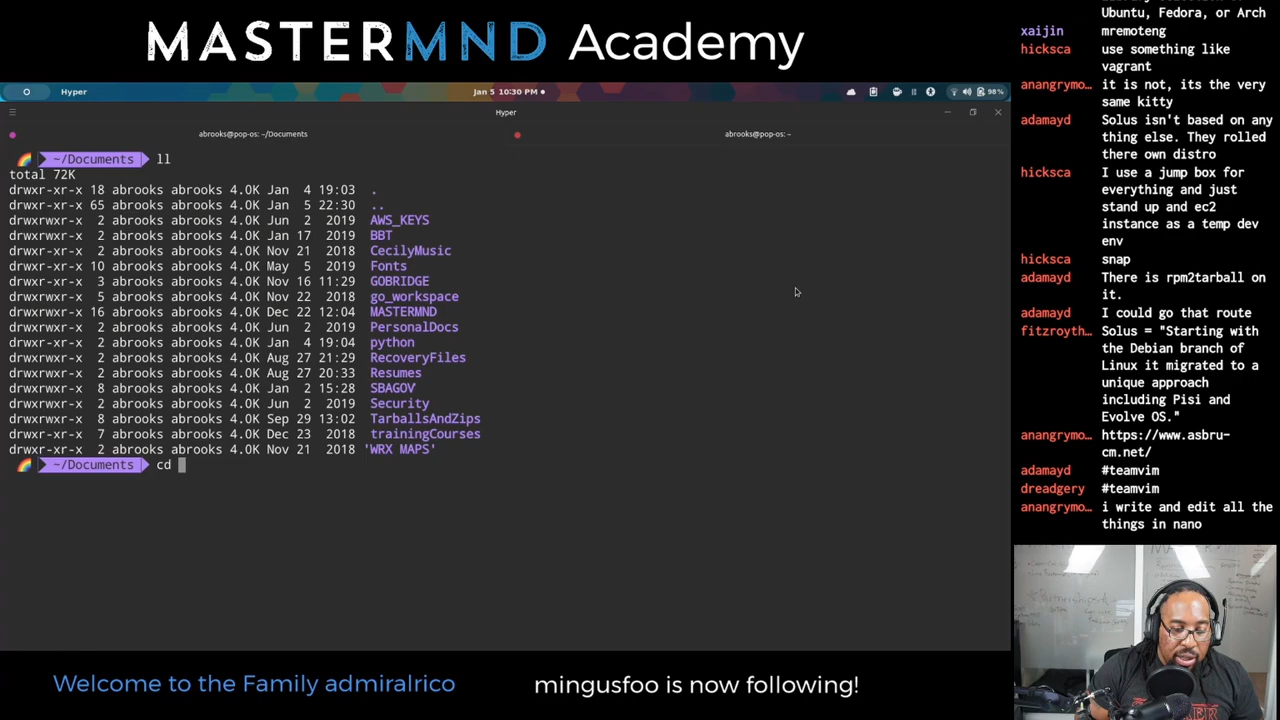 MASTERMND Academy
Hyper
Jan 5 10:30 PM
98%
Hyper
abrooks@pop-os: ~/Documents
abrooks@pop-os: ~
~/Documents ll
total 72K
drwxr-xr-x 18 abrooks abrooks 4.0K Jan 4 19:03 .
drwxr-xr-x 65 abrooks abrooks 4.0K Jan 5 22:30 ..
drwxrwxr-x 2 abrooks abrooks 4.0K Jun 2 2019 AWS_KEYS
drwxrwxr-x 2 abrooks abrooks 4.0K Jan 17 2019 BBT
drwxrwxr-x 2 abrooks abrooks 4.0K Nov 21 2018 CecilyMusic
drwxrwxr-x 10 abrooks abrooks 4.0K May 5 2019 Fonts
drwxrwxr-x 3 abrooks abrooks 4.0K Nov 16 11:29 GOBRIDGE
drwxrwxr-x 5 abrooks abrooks 4.0K Nov 22 2018 go_workspace
drwxrwxr-x 16 abrooks abrooks 4.0K Dec 22 12:04 MASTERMND
drwxrwxr-x 2 abrooks abrooks 4.0K Jun 2 2019 PersonalDocs
drwxr-xr-x 2 abrooks abrooks 4.0K Jan 4 19:04 python
drwxrwxr-x 2 abrooks abrooks 4.0K Aug 27 21:29 RecoveryFiles
drwxrwxr-x 2 abrooks abrooks 4.0K Aug 27 20:33 Resumes
drwxrwxr-x 8 abrooks abrooks 4.0K Jan 2 15:28 SBAGOV
drwxrwxr-x 2 abrooks abrooks 4.0K Jun 2 2019 Security
drwxrwxr-x 8 abrooks abrooks 4.0K Sep 29 13:02 TarballsAndZips
drwxrwxr-x 7 abrooks abrooks 4.0K Dec 23 2018 trainingCourses
drwxrwxr-x 2 abrooks abrooks 4.0K Nov 21 2018 'WRX MAPS'
~/Documents cd
Ubuntu, Fedora, or Arch
xaijin mremoteng
hicksca use something like
vagrant
anangrymo… it is not, its the very
same kitty
adamayd Solus isn't based on any
thing else. They rolled
there own distro
hicksca I use a jump box for
everything and just
stand up and ec2
instance as a temp dev
env
hicksca snap
adamayd There is rpm2tarball on
it.
adamayd I could go that route
fitzroyth… Solus = "Starting with
the Debian branch of
Linux it migrated to a
unique approach
including Pisi and
Evolve OS."
anangrymo… https://www.asbru-
cm.net/
adamayd #teamvim
dreadgery #teamvim
anangrymo… i write and edit all the
things in nano
Welcome to the Family admiralrico
mingusfoo is now following!